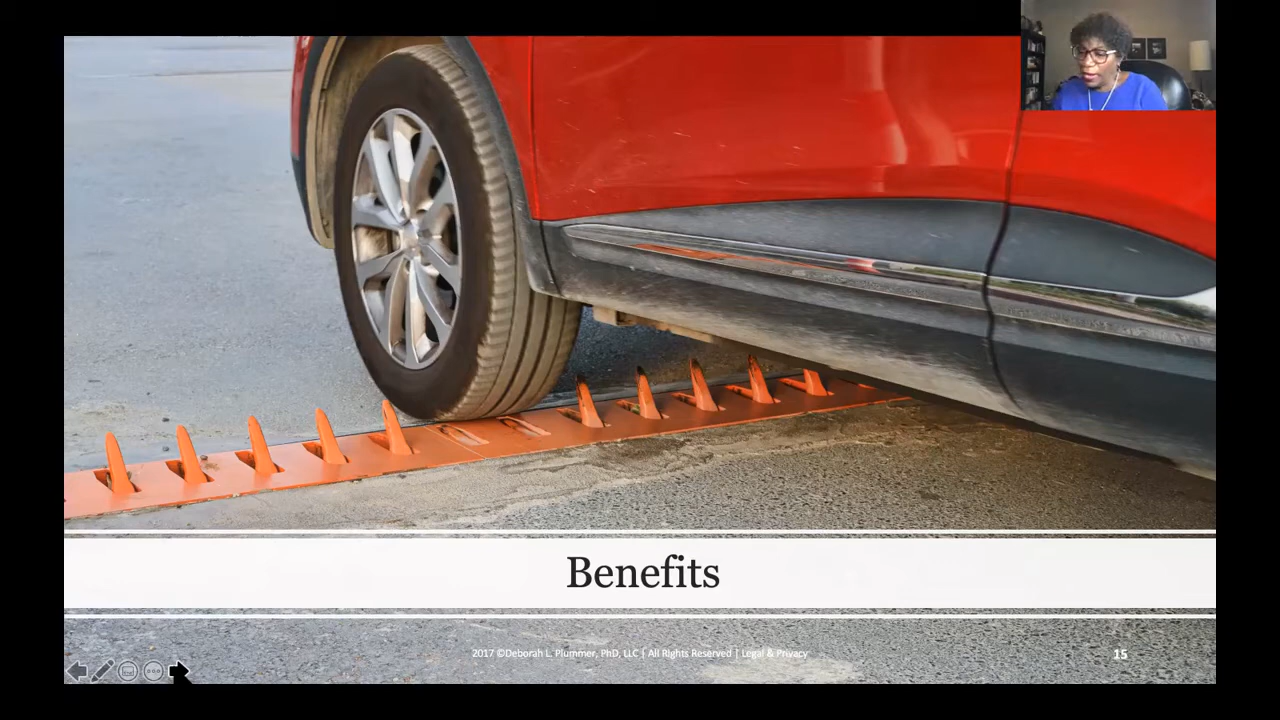 Benefits
2017 ©Deborah L. Plummer, PhD, LLC | All Rights Reserved | Legal & Privacy
15